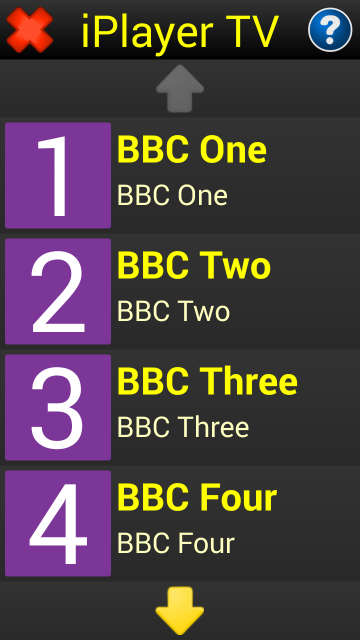 iPlayer TV
?
1
BBC One
BBC One
2
BBC Two
BBC Two
3
BBC Three
BBC Three
4
BBC Four
BBC Four